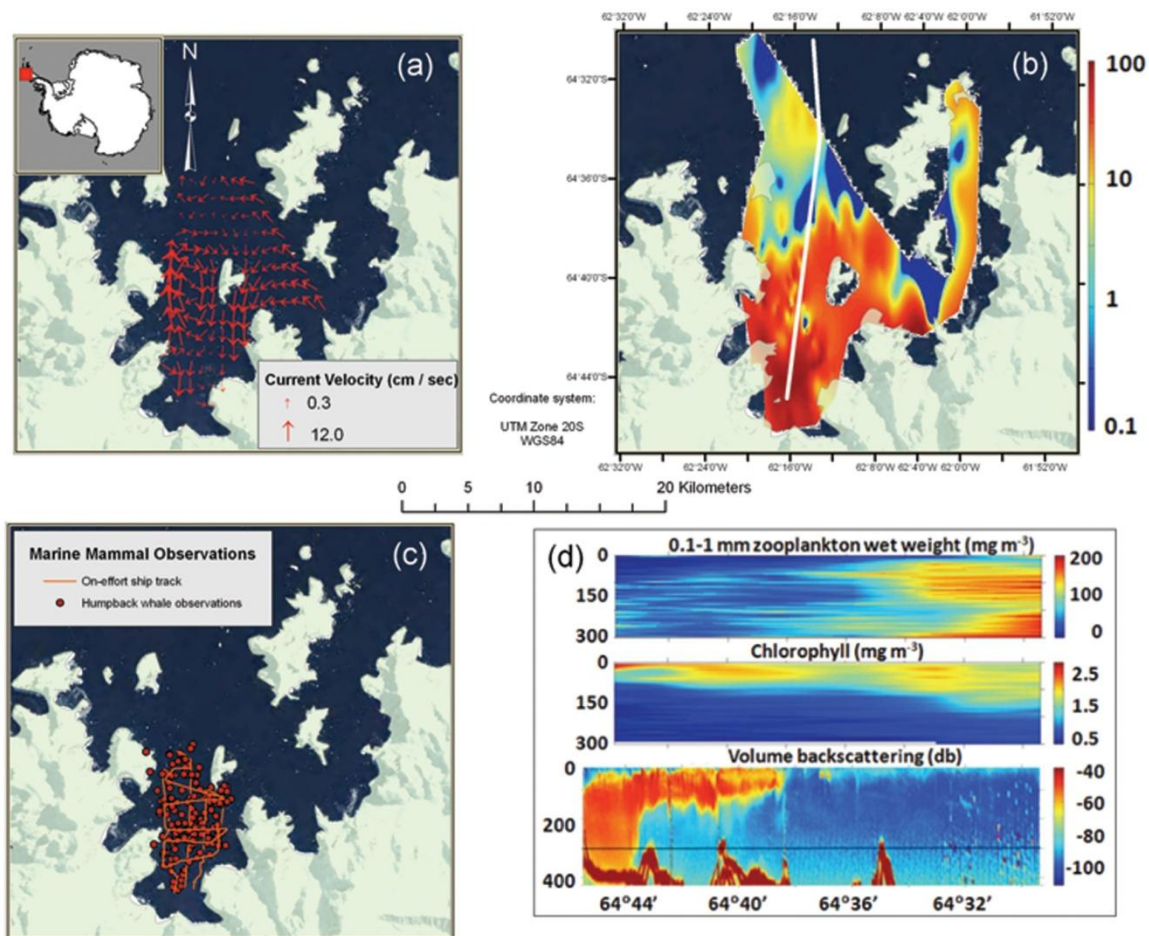 (a)
N
Current Velocity (cm / sec)
0.3
12.0
62°32'0"W 62°24'0"W 62°16'0"W 62°8'0"W 62°4'0"W 62°0'0"W 61°52'0"W
(b)
64°32'0"S
64°36'0"S
64°40'0"S
64°44'0"S
100
10
1
0.1
62°32'0"W 62°24'0"W 62°16'0"W 62°8'0"W 62°4'0"W 62°0'0"W 61°52'0"W
Coordinate system:
UTM Zone 20S
WGS84
0 5 10 20 Kilometers
(c)
Marine Mammal Observations
On-effort ship track
Humpback whale observations
(d)
0.1-1 mm zooplankton wet weight (mg m⁻³)
0
150
300
200
100
0
Chlorophyll (mg m⁻³)
0
150
300
2.5
1.5
0.5
Volume backscattering (db)
0
200
400
-40
-60
-80
-100
64°44’ 64°40’ 64°36’ 64°32’